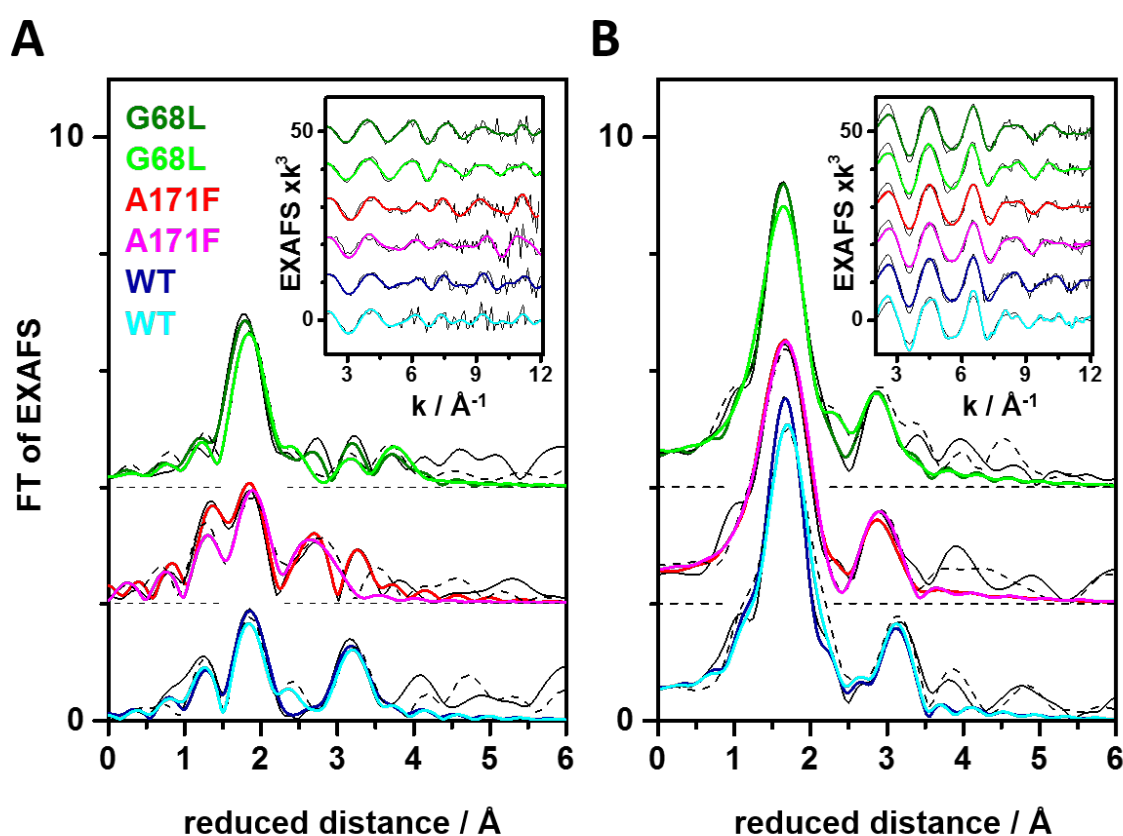 A
B
10
G68L
G68L
A171F
A171F
WT
WT
50
0
EXAFS xk³
3
6
9
12
k / Å⁻¹
FT of EXAFS
0
0
1
2
3
4
5
6
reduced distance / Å
10
50
0
EXAFS xk³
3
6
9
12
k / Å⁻¹
0
0
1
2
3
4
5
6
reduced distance / Å